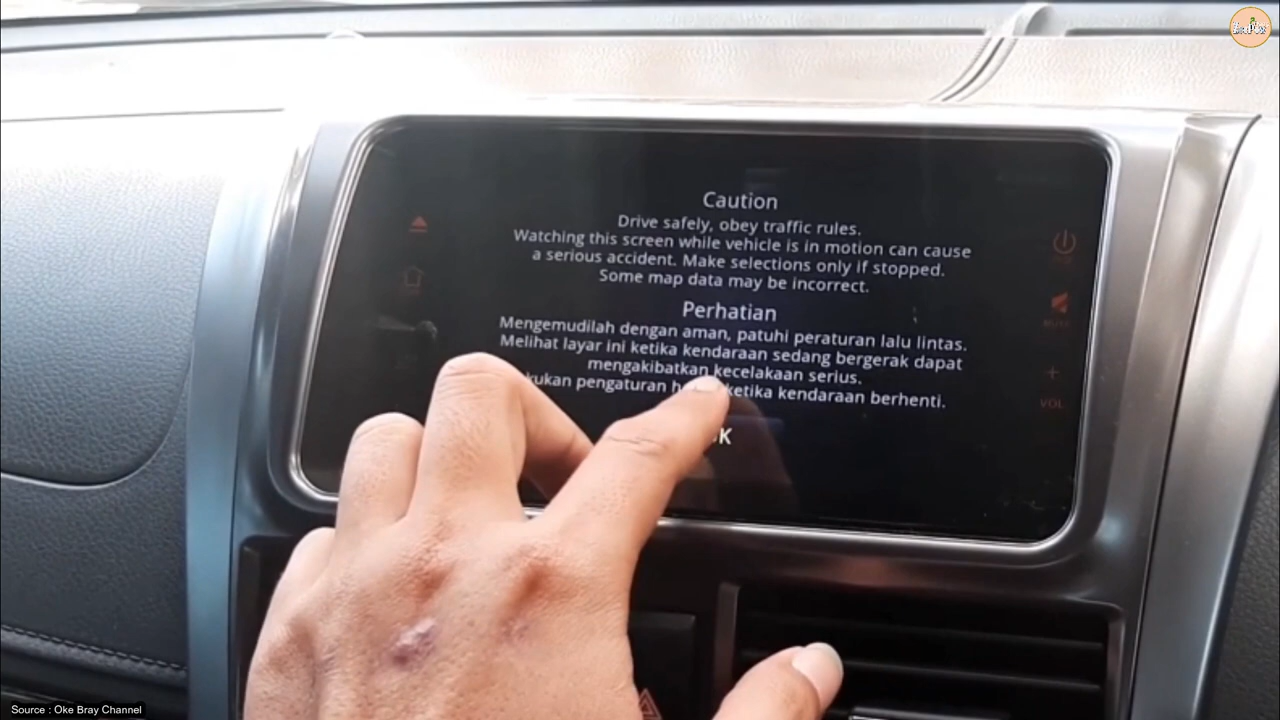 Caution
Drive safely, obey traffic rules.
Watching this screen while vehicle is in motion can cause
a serious accident. Make selections only if stopped.
Some map data may be incorrect.
Perhatian
Mengemudilah dengan aman, patuhi peraturan lalu lintas.
Melihat layar ini ketika kendaraan sedang bergerak dapat
mengakibatkan kecelakaan serius.
pengaturan ketika kendaraan berhenti.
MUTE
+
VOL
Source : Oke Bray Channel